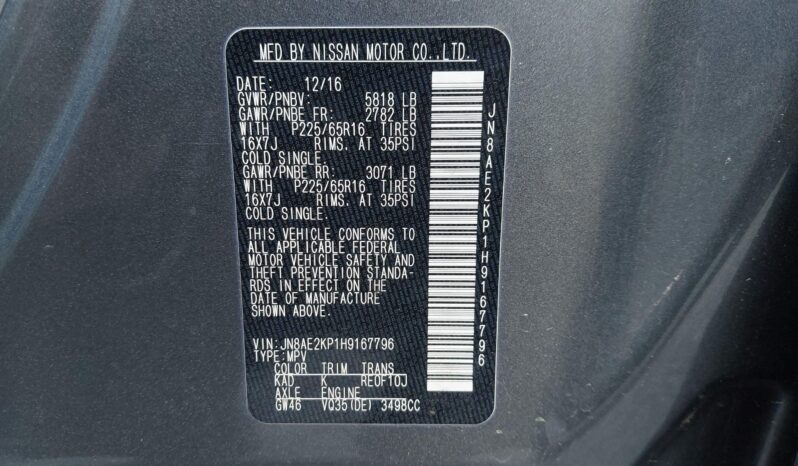 MFD BY NISSAN MOTOR CO.,LTD.
DATE: 12/16
GVWR/PNBV: 5818 LB
GAWR/PNBE FR: 2782 LB
WITH P225/65R16 TIRES
16X7J RIMS. AT 35PSI
COLD SINGLE.
GAWR/PNBE RR: 3071 LB
WITH P225/65R16 TIRES
16X7J RIMS. AT 35PSI
COLD SINGLE.
THIS VEHICLE CONFORMS TO
ALL APPLICABLE FEDERAL
MOTOR VEHICLE SAFETY AND
THEFT PREVENTION STANDA-
RDS IN EFFECT ON THE
DATE OF MANUFACTURE
SHOWN ABOVE.
VIN: JN8AE2KP1H9167796
TYPE: MPV
COLOR TRIM TRANS
KAD K RE0F10J
AXLE ENGINE
GW46 VQ35(DE) 3498CC
JN8AE2KP1H9167796